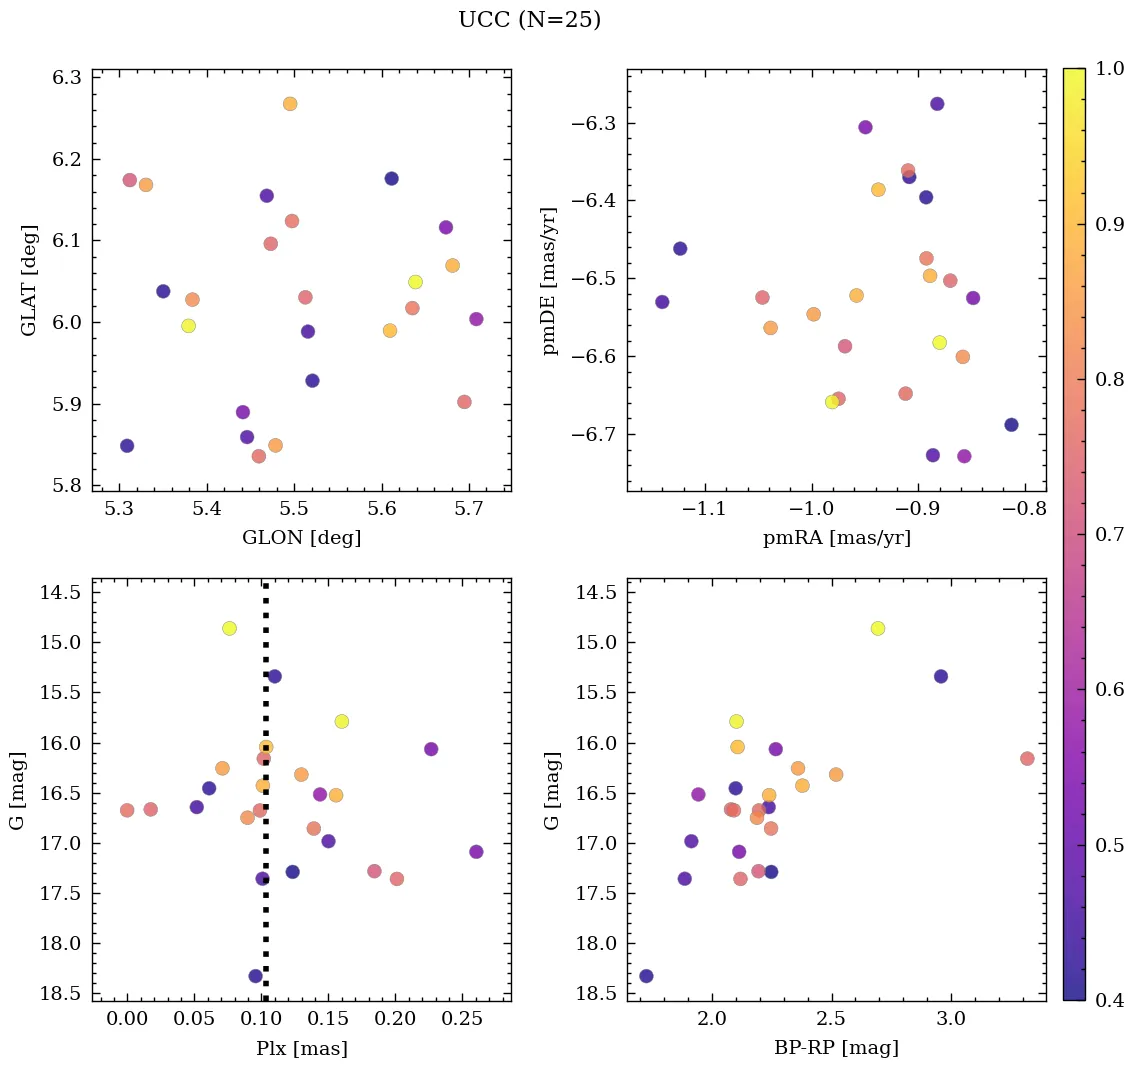 UCC (N=25)
6.3
6.2
6.1
6.0
5.9
5.8
GLAT [deg]
5.3 5.4 5.5 5.6 5.7
GLON [deg]
−6.3
−6.4
−6.5
−6.6
−6.7
pmDE [mas/yr]
−1.1 −1.0 −0.9 −0.8
pmRA [mas/yr]
1.0
0.9
0.8
0.7
0.6
0.5
0.4
14.5
15.0
15.5
16.0
16.5
17.0
17.5
18.0
18.5
G [mag]
0.00 0.05 0.10 0.15 0.20 0.25
Plx [mas]
14.5
15.0
15.5
16.0
16.5
17.0
17.5
18.0
18.5
G [mag]
2.0 2.5 3.0
BP-RP [mag]